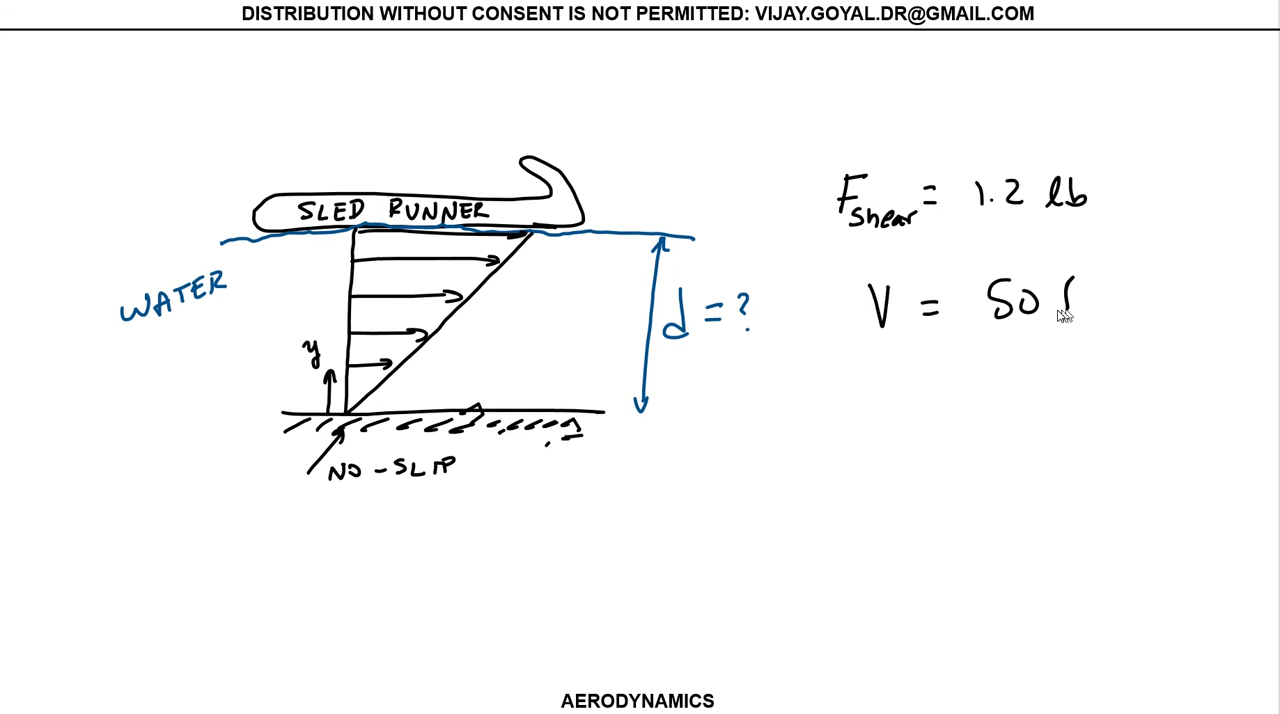 DISTRIBUTION WITHOUT CONSENT IS NOT PERMITTED: VIJAY.GOYAL.DR@GMAIL.COM
SLED RUNNER
F shear = 1.2 lb
WATER
d = ?
V = 50 f
y
NO-SLIP
AERODYNAMICS